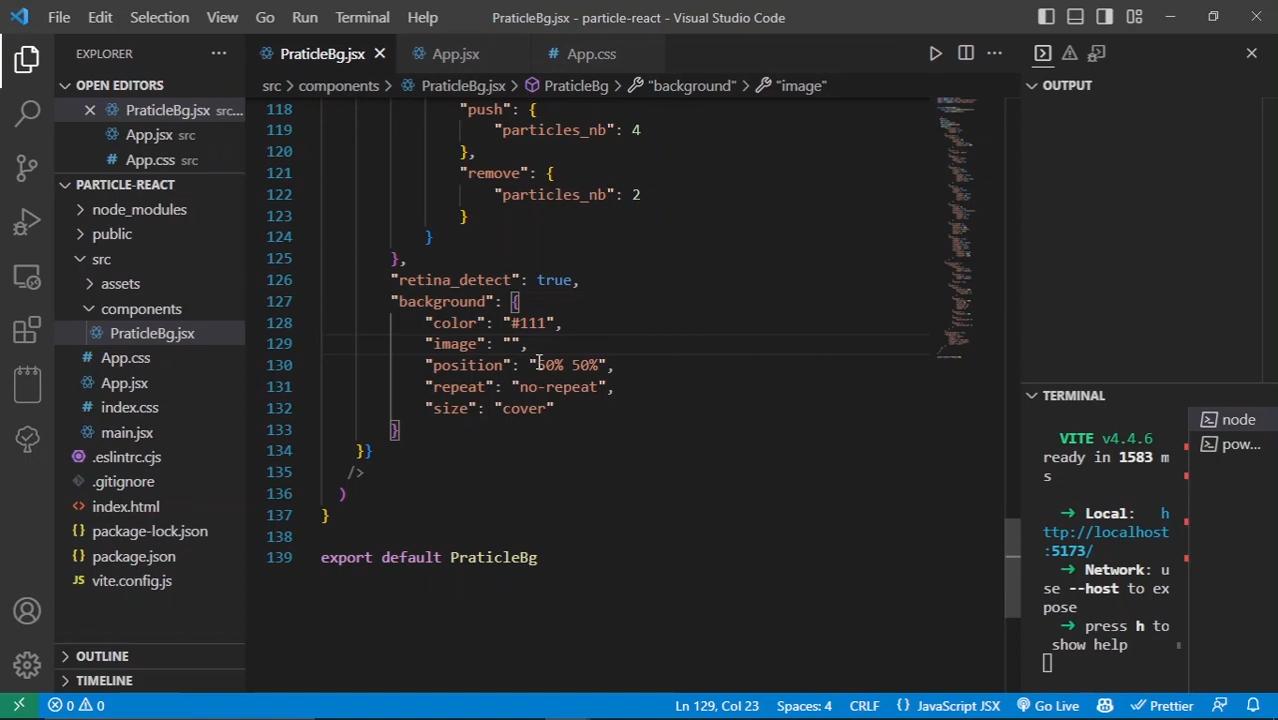 File Edit Selection View Go Run Terminal Help
PraticleBg.jsx - particle-react - Visual Studio Code
EXPLORER
OPEN EDITORS
PraticleBg.jsx src...
App.jsx src
App.css src
PARTICLE-REACT
node_modules
public
src
assets
components
PraticleBg.jsx
App.css
App.jsx
index.css
main.jsx
.eslintrc.cjs
.gitignore
index.html
package-lock.json
package.json
vite.config.js
OUTLINE
TIMELINE
PraticleBg.jsx App.jsx App.css
src > components > PraticleBg.jsx > PraticleBg > "background" > "image"
118 "push": {
119 "particles_nb": 4
120 },
121 "remove": {
122 "particles_nb": 2
123 }
124 }
125 },
126 "retina_detect": true,
127 "background": {
128 "color": "#111",
129 "image": "",
130 "position": "50% 50%",
131 "repeat": "no-repeat",
132 "size": "cover"
133 }
134 }}
135 />
136 )
137 }
138
139 export default PraticleBg
OUTPUT
TERMINAL
node
pow...
VITE v4.4.6
ready in 1583 m
s
➜ Local: h
ttp://localhost
:5173/
➜ Network: u
se --host to ex
pose
➜ press h to
show help
0 0 Ln 129, Col 23 Spaces: 4 CRLF {} JavaScript JSX Go Live Prettier